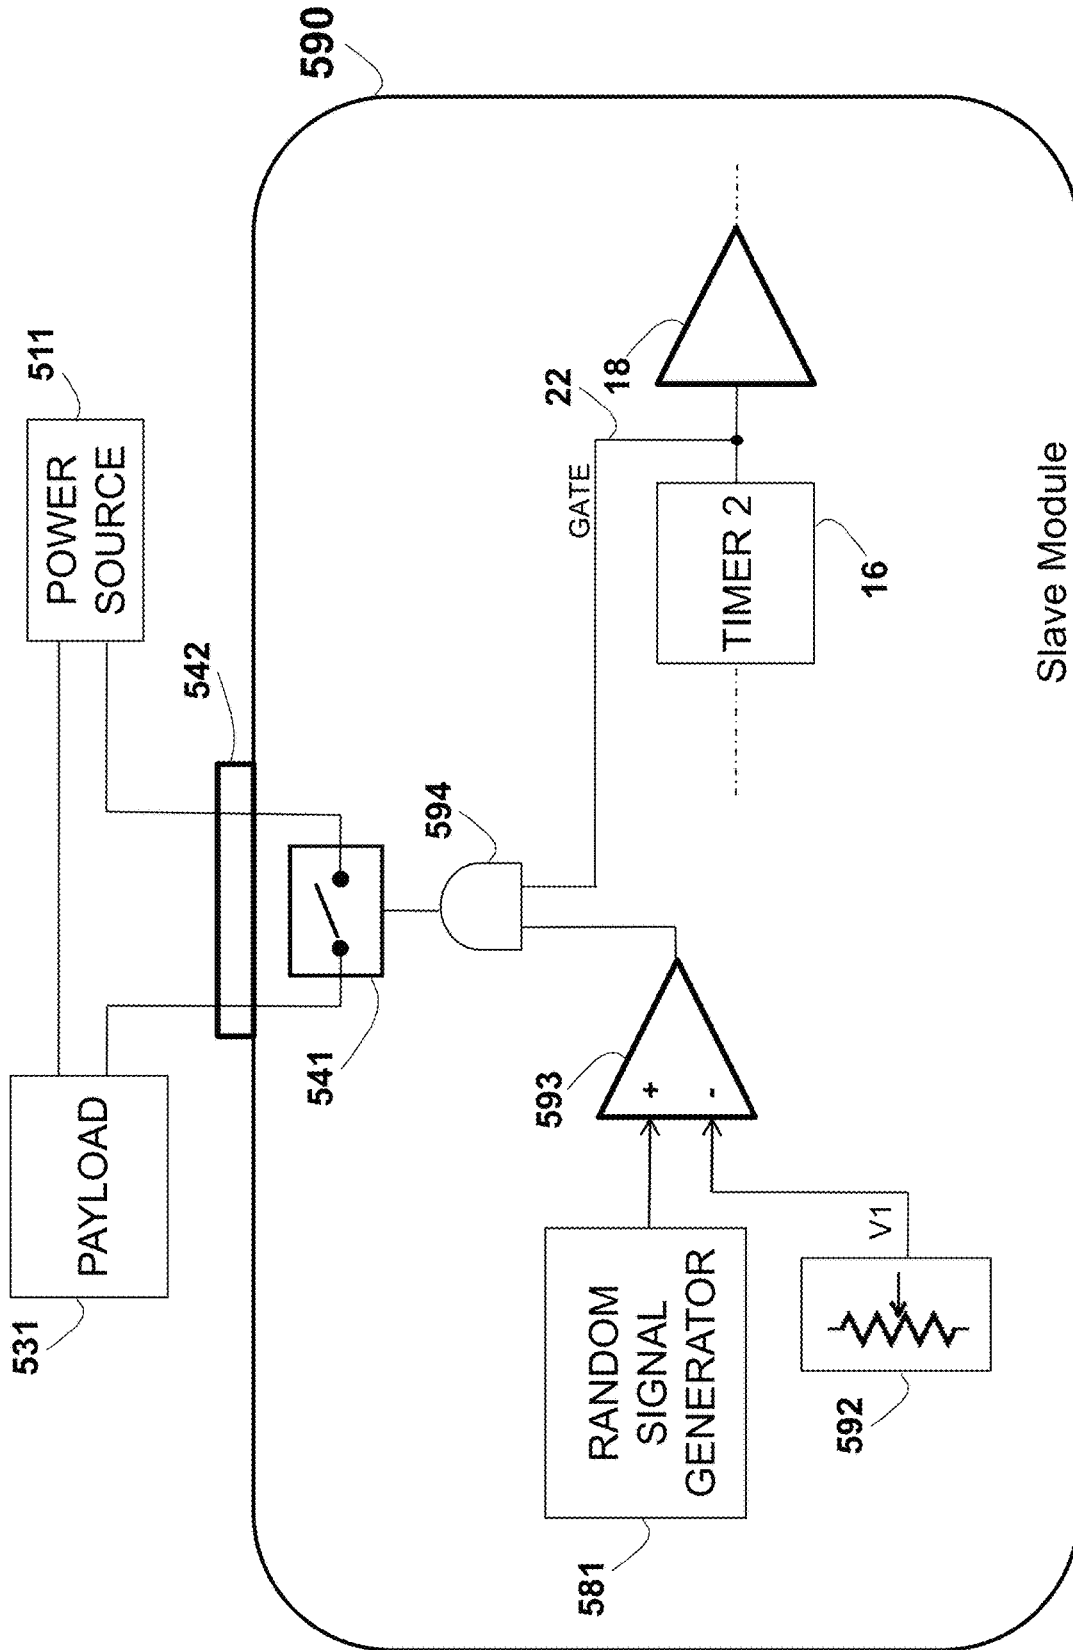 590
511
POWER
SOURCE
542
PAYLOAD
531
541
594
22
GATE
18
TIMER 2
16
593
+
-
RANDOM
SIGNAL
GENERATOR
581
V1
592
Slave Module